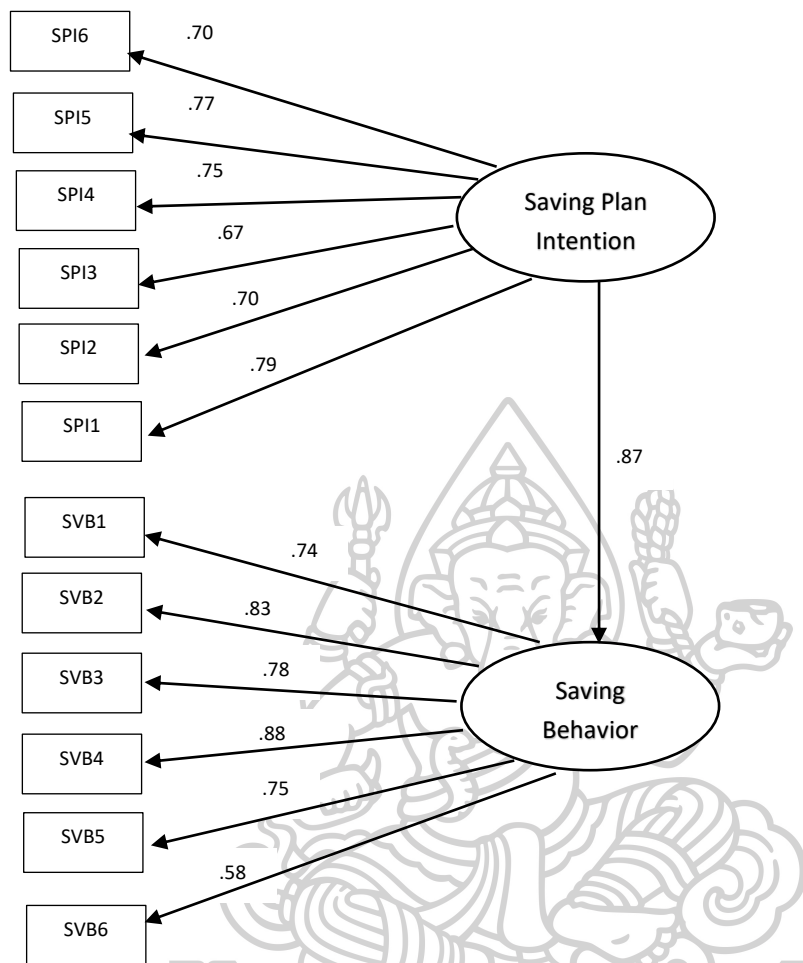 SPI6
.70
SPI5
.77
SPI4
.75
SPI3
.67
SPI2
.70
SPI1
.79
Saving Plan
Intention
.87
SVB1
.74
SVB2
.83
SVB3
.78
SVB4
.88
SVB5
.75
SVB6
.58
Saving
Behavior